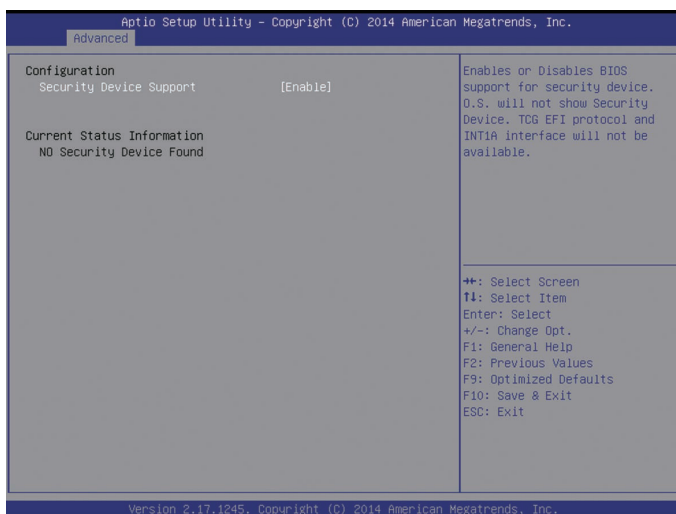 Aptio Setup Utility – Copyright (C) 2014 American Megatrends, Inc.
Advanced
Configuration
Security Device Support [Enable]
Current Status Information
NO Security Device Found
Enables or Disables BIOS
support for security device.
O.S. will not show Security
Device. TCG EFI protocol and
INT1A interface will not be
available.
→←: Select Screen
↑↓: Select Item
Enter: Select
+/-: Change Opt.
F1: General Help
F2: Previous Values
F9: Optimized Defaults
F10: Save & Exit
ESC: Exit
Version 2.17.1245. Copyright (C) 2014 American Megatrends, Inc.